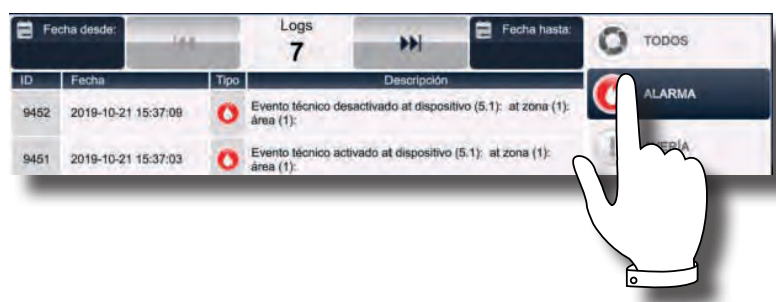 Fecha desde:
Logs
7
Fecha hasta:
TODOS
ID Fecha Tipo Descripción
ALARMA
9452 2019-10-21 15:37:09 Evento técnico desactivado at dispositivo (5.1): at zona (1):
área (1):
9451 2019-10-21 15:37:03 Evento técnico activado at dispositivo (5.1): at zona (1):
área (1):